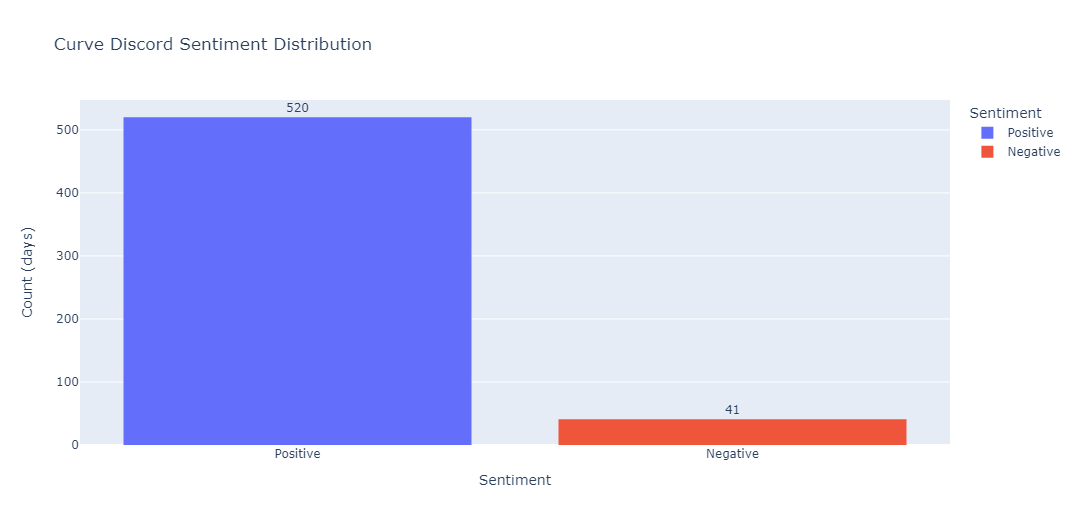 Curve Discord Sentiment Distribution
520
500
400
300
200
100
0
41
Count (days)
Positive
Negative
Sentiment
Sentiment
Positive
Negative